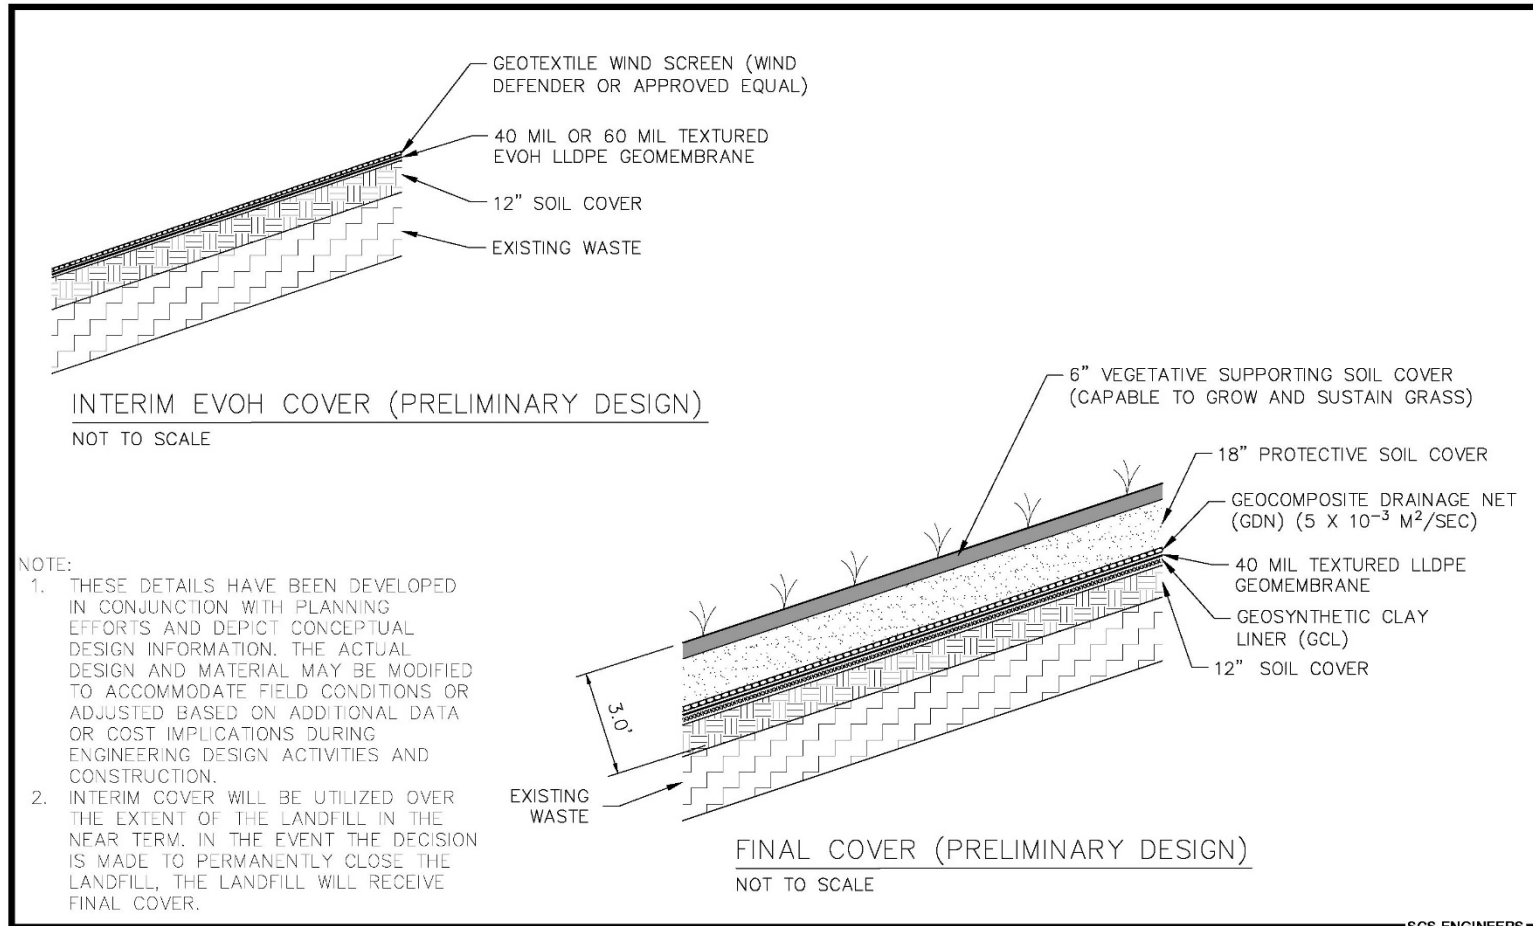 GEOTEXTILE WIND SCREEN (WIND
DEFENDER OR APPROVED EQUAL)
40 MIL OR 60 MIL TEXTURED
EVOH LLDPE GEOMEMBRANE
12" SOIL COVER
EXISTING WASTE
INTERIM EVOH COVER (PRELIMINARY DESIGN)
NOT TO SCALE
6" VEGETATIVE SUPPORTING SOIL COVER
(CAPABLE TO GROW AND SUSTAIN GRASS)
18" PROTECTIVE SOIL COVER
GEOCOMPOSITE DRAINAGE NET
(GDN) (5 X 10⁻³ M²/SEC)
40 MIL TEXTURED LLDPE
GEOMEMBRANE
GEOSYNTHETIC CLAY
LINER (GCL)
12" SOIL COVER
3.0'
EXISTING
WASTE
FINAL COVER (PRELIMINARY DESIGN)
NOT TO SCALE
NOTE:
1. THESE DETAILS HAVE BEEN DEVELOPED
IN CONJUNCTION WITH PLANNING
EFFORTS AND DEPICT CONCEPTUAL
DESIGN INFORMATION. THE ACTUAL
DESIGN AND MATERIAL MAY BE MODIFIED
TO ACCOMMODATE FIELD CONDITIONS OR
ADJUSTED BASED ON ADDITIONAL DATA
OR COST IMPLICATIONS DURING
ENGINEERING DESIGN ACTIVITIES AND
CONSTRUCTION.
2. INTERIM COVER WILL BE UTILIZED OVER
THE EXTENT OF THE LANDFILL IN THE
NEAR TERM. IN THE EVENT THE DECISION
IS MADE TO PERMANENTLY CLOSE THE
LANDFILL, THE LANDFILL WILL RECEIVE
FINAL COVER.
SCS ENGINEERS